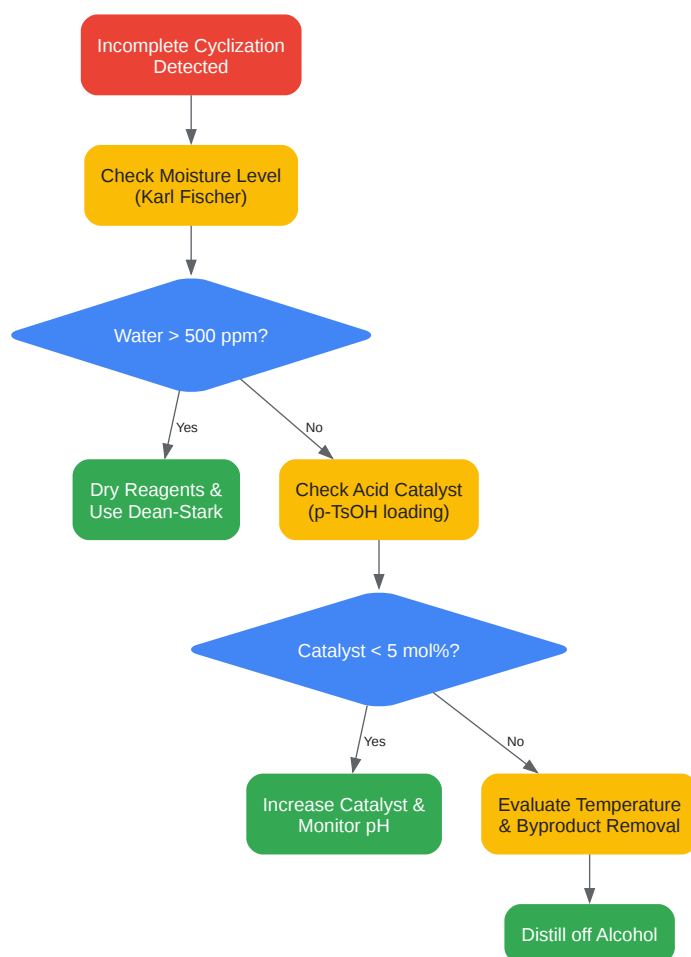 Incomplete Cyclization
Detected
Check Moisture Level
(Karl Fischer)
Water > 500 ppm?
Yes
No
Dry Reagents &
Use Dean-Stark
Check Acid Catalyst
(p-TsOH loading)
Catalyst < 5 mol%?
Yes
No
Increase Catalyst &
Monitor pH
Evaluate Temperature
& Byproduct Removal
Distill off Alcohol